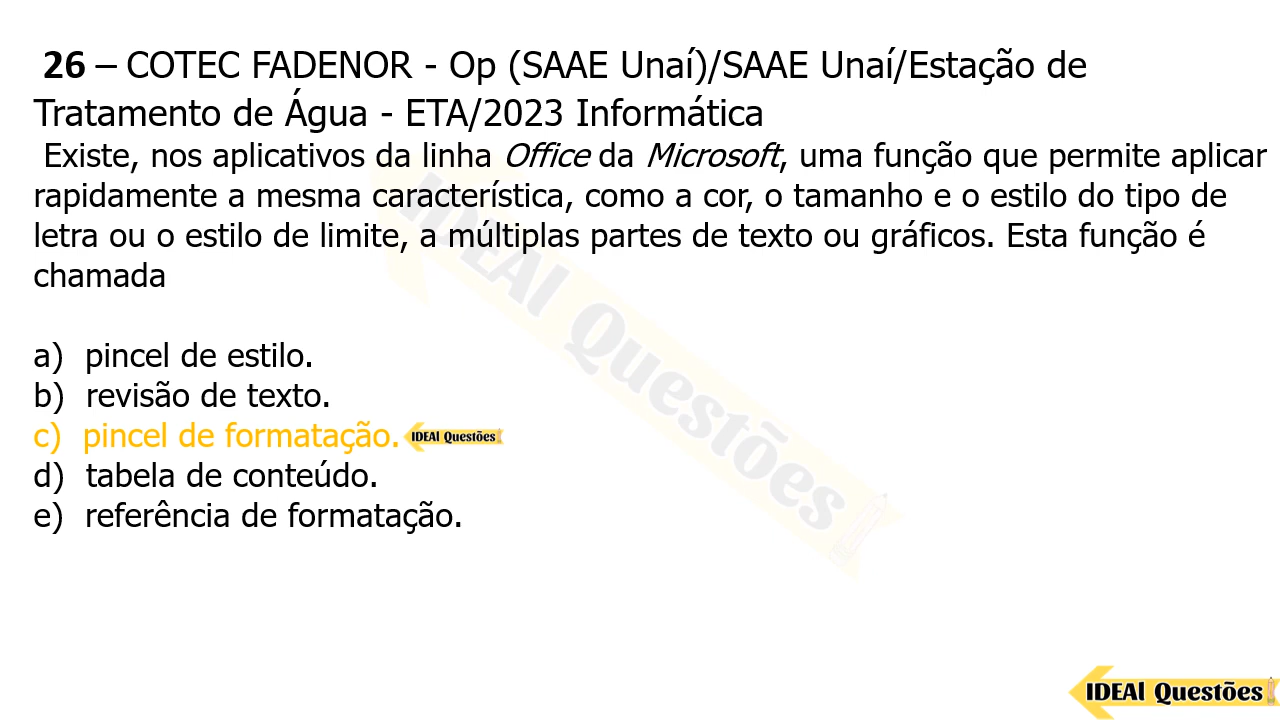 26 – COTEC FADENOR - Op (SAAE Unaí)/SAAE Unaí/Estação de
Tratamento de Água - ETA/2023 Informática
Existe, nos aplicativos da linha Office da Microsoft, uma função que permite aplicar
rapidamente a mesma característica, como a cor, o tamanho e o estilo do tipo de
letra ou o estilo de limite, a múltiplas partes de texto ou gráficos. Esta função é
chamada
a) pincel de estilo.
b) revisão de texto.
c) pincel de formatação. IDEAl Questões
d) tabela de conteúdo.
e) referência de formatação.
IDEAl Questões
IDEAl Questões